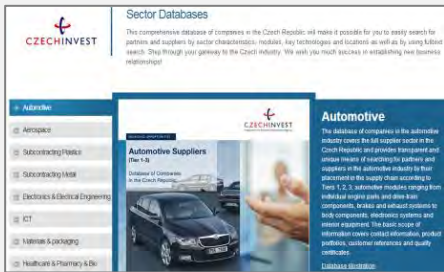 CZECHINVEST
Sector Databases
This comprehensive database of companies in the Czech Republic will make it possible for you to easily search for
partners and suppliers by sector characteristics, modules, key technologies and locations as well as by using fulltext
search. Step through your gateway to the Czech industry. We wish you much success in establishing new business
relationships!
Automotive
Aerospace
Subcontracting Plastics
Subcontracting Metal
Electronics & Electrical Engineering
ICT
Materials & packaging
Healthcare & Pharmacy & Bio
CZECHINVEST
Automotive Suppliers
(Tier 1-3)
Database of Companies
in the Czech Republic
Automotive
The database of companies in the automotive
industry covers the full supplier sector in the
Czech Republic and provides transparent and
unique means of searching for partners and
suppliers in the automotive industry by their
placement in the supply chain according to
Tiers 1, 2, 3, automotive modules ranging from
individual engine parts and drive train
components, brakes and exhaust systems to
body components, electronics systems and
interior equipment. The basic scope of
information covers contact information, product
portfolios, customer references and quality
certificates.
Database illustration